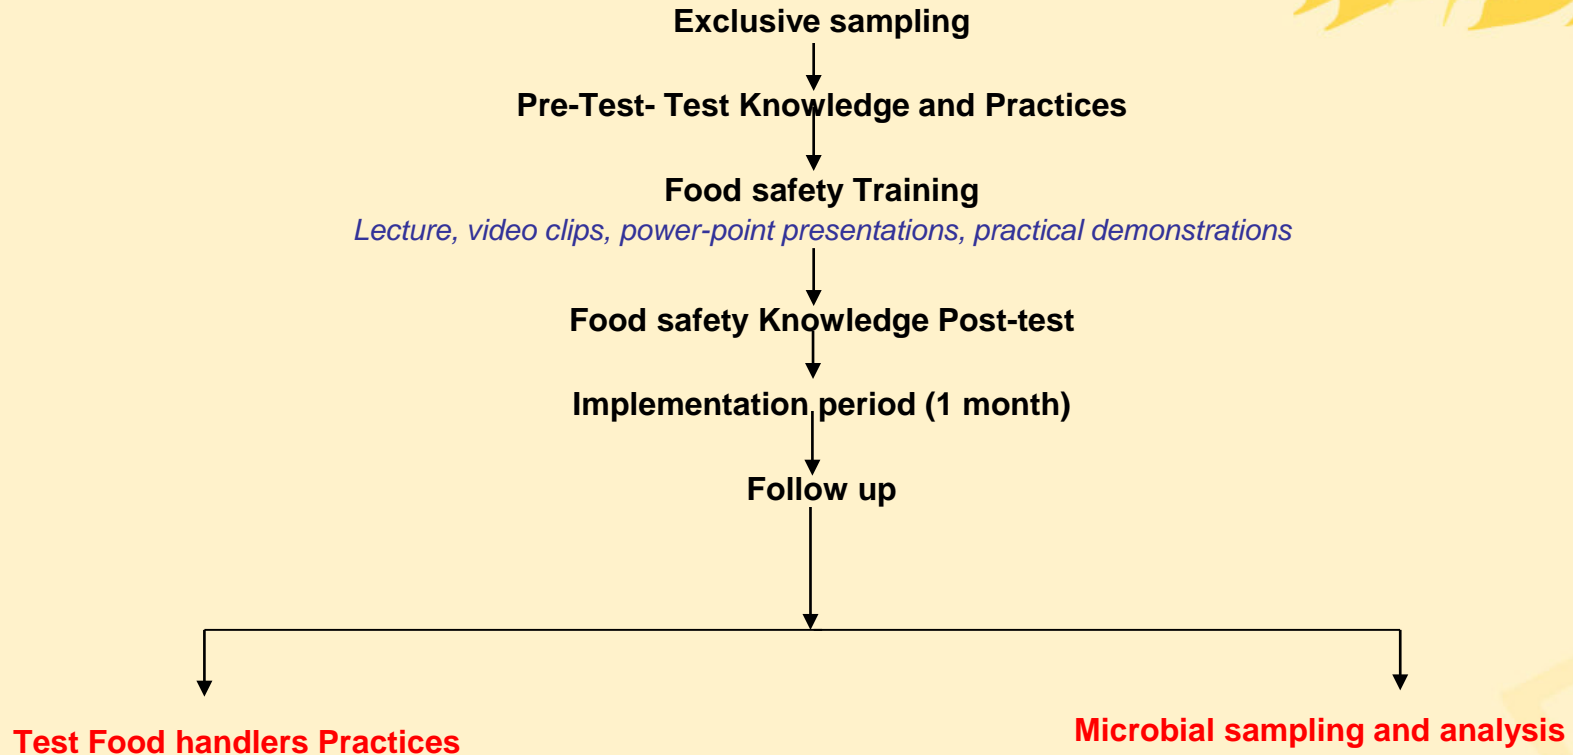 Exclusive sampling
Pre-Test- Test Knowledge and Practices
Food safety Training
Lecture, video clips, power-point presentations, practical demonstrations
Food safety Knowledge Post-test
Implementation period (1 month)
Follow up
Test Food handlers Practices
Microbial sampling and analysis